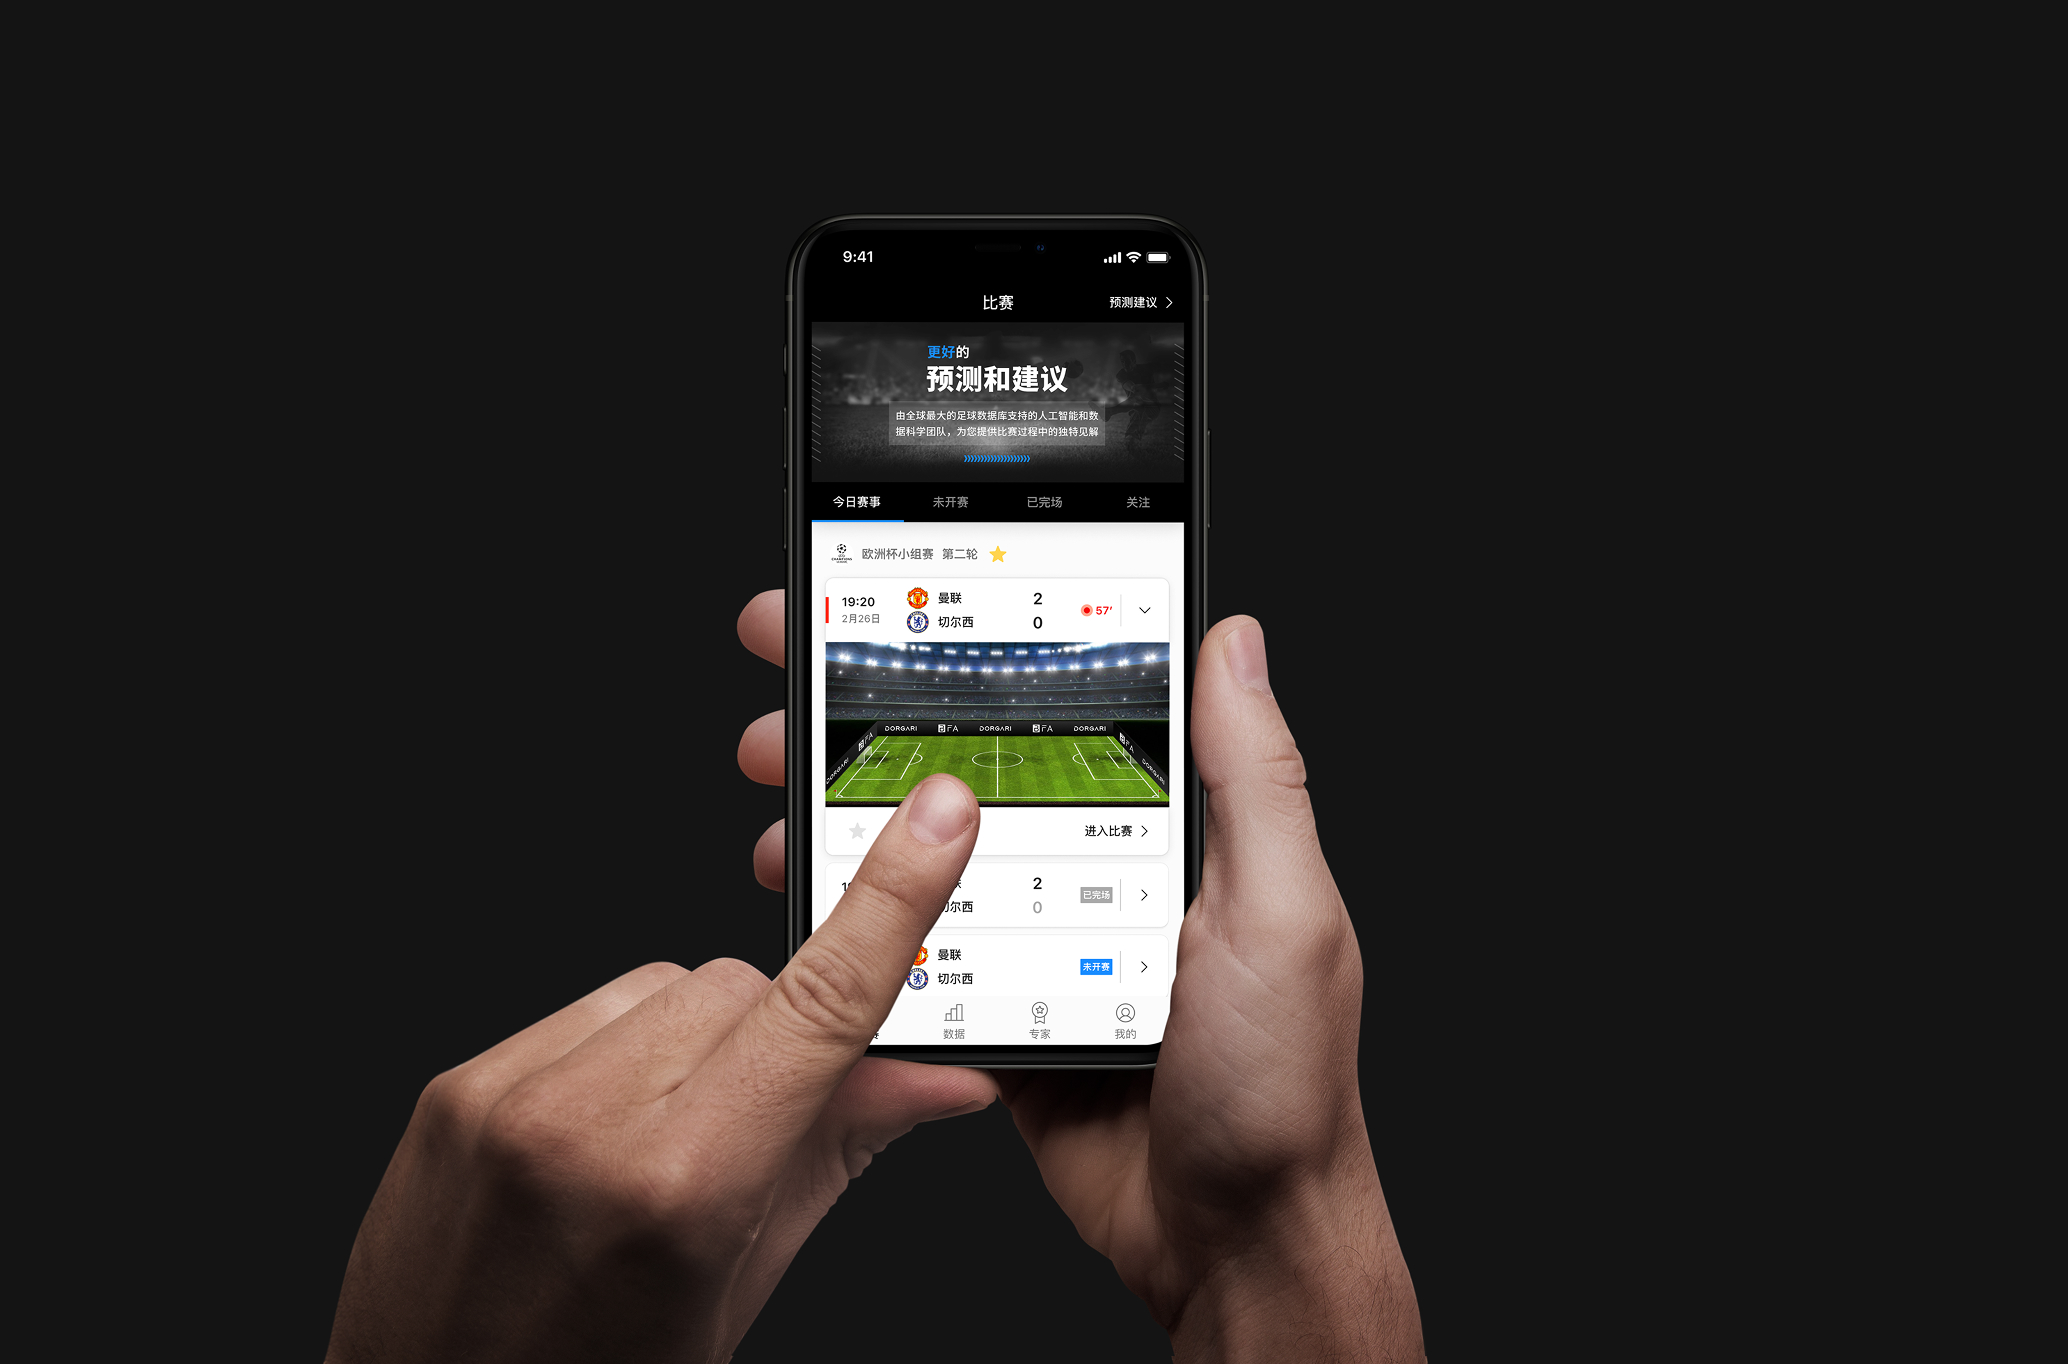 9:41
比赛
预测建议
更好的
预测和建议
由全球最大的足球数据库支持的人工智能和数
据科学团队，为您提供比赛过程中的独特见解
今日赛事 未开赛 已完场 关注
欧洲杯小组赛 第二轮
19:20 曼联 2
57'
2月26日 切尔西 0
DORGARI FA DORGARI FA DORGARI
FA FA
DORGARI DORGARI
进入比赛
2
已完场
切尔西 0
曼联
未开赛
切尔西
数据 专家 我的